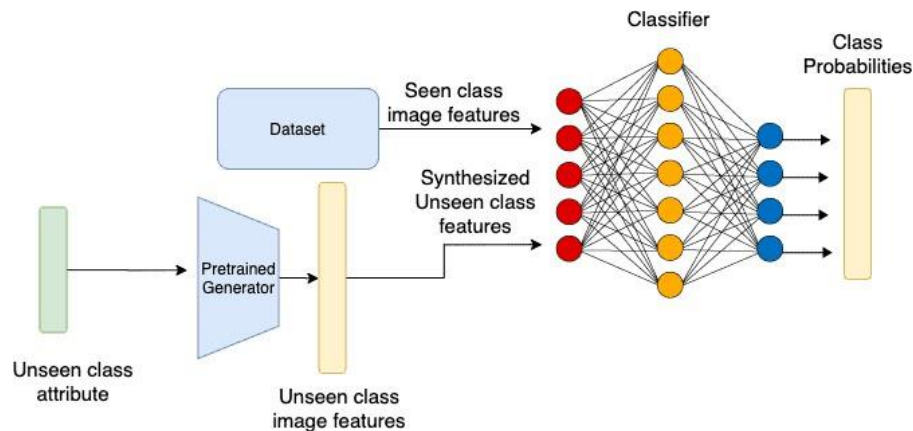 Classifier
Class
Probabilities
Seen class
image features
Dataset
Synthesized
Unseen class
features
Pretrained
Generator
Unseen class
attribute
Unseen class
image features